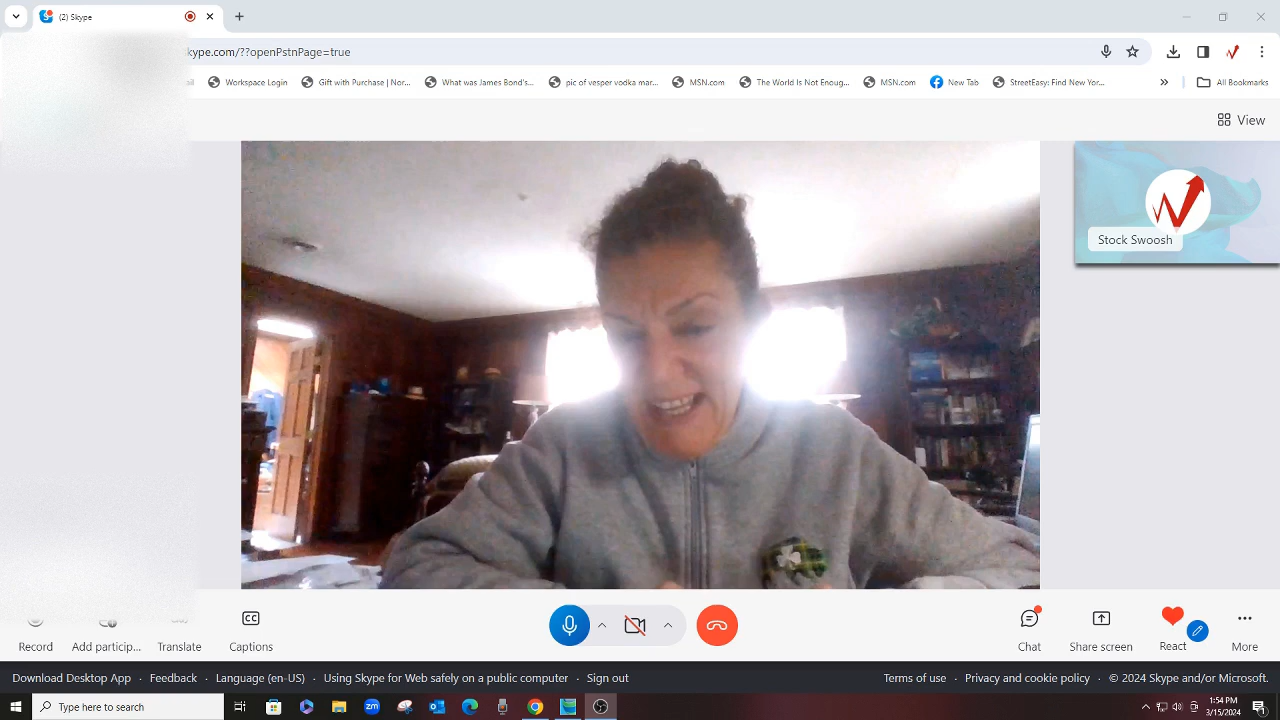 (2) Skype
kype.com/??openPstnPage=true
ail
Workspace Login
Gift with Purchase | Nor...
What was James Bond's...
pic of vesper vodka mar...
MSN.com
The World Is Not Enoug...
MSN.com
New Tab
StreetEasy: Find New Yor...
»
All Bookmarks
View
Stock Swoosh
Record
Add particip...
Translate
CC
Captions
Chat
Share screen
React
More
Download Desktop App · Feedback · Language (en-US) · Using Skype for Web safely on a public computer · Sign out
Terms of use · Privacy and cookie policy · © 2024 Skype and/or Microsoft.
Type here to search
zm
1:54 PM
3/15/2024